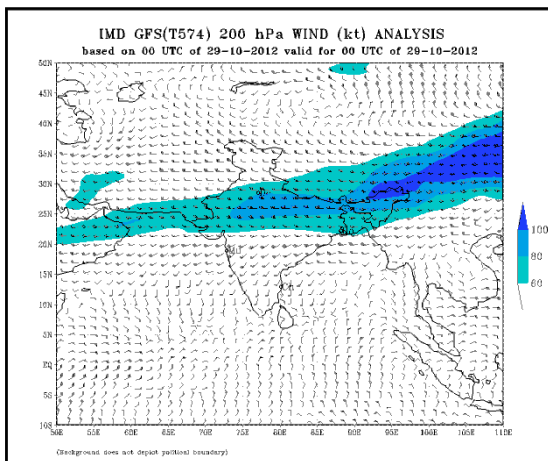 IMD GFS(T574) 200 hPa WIND (kt) ANALYSIS
based on 00 UTC of 29-10-2012 valid for 00 UTC of 29-10-2012
50N
45N
40N
35N
30N
25N
20N
15N
10N
5N
EQ
5S
10S
50E 55E 60E 65E 70E 75E 80E 85E 90E 95E 100E 105E 110E
100
80
60
(Background does not depict political boundary)